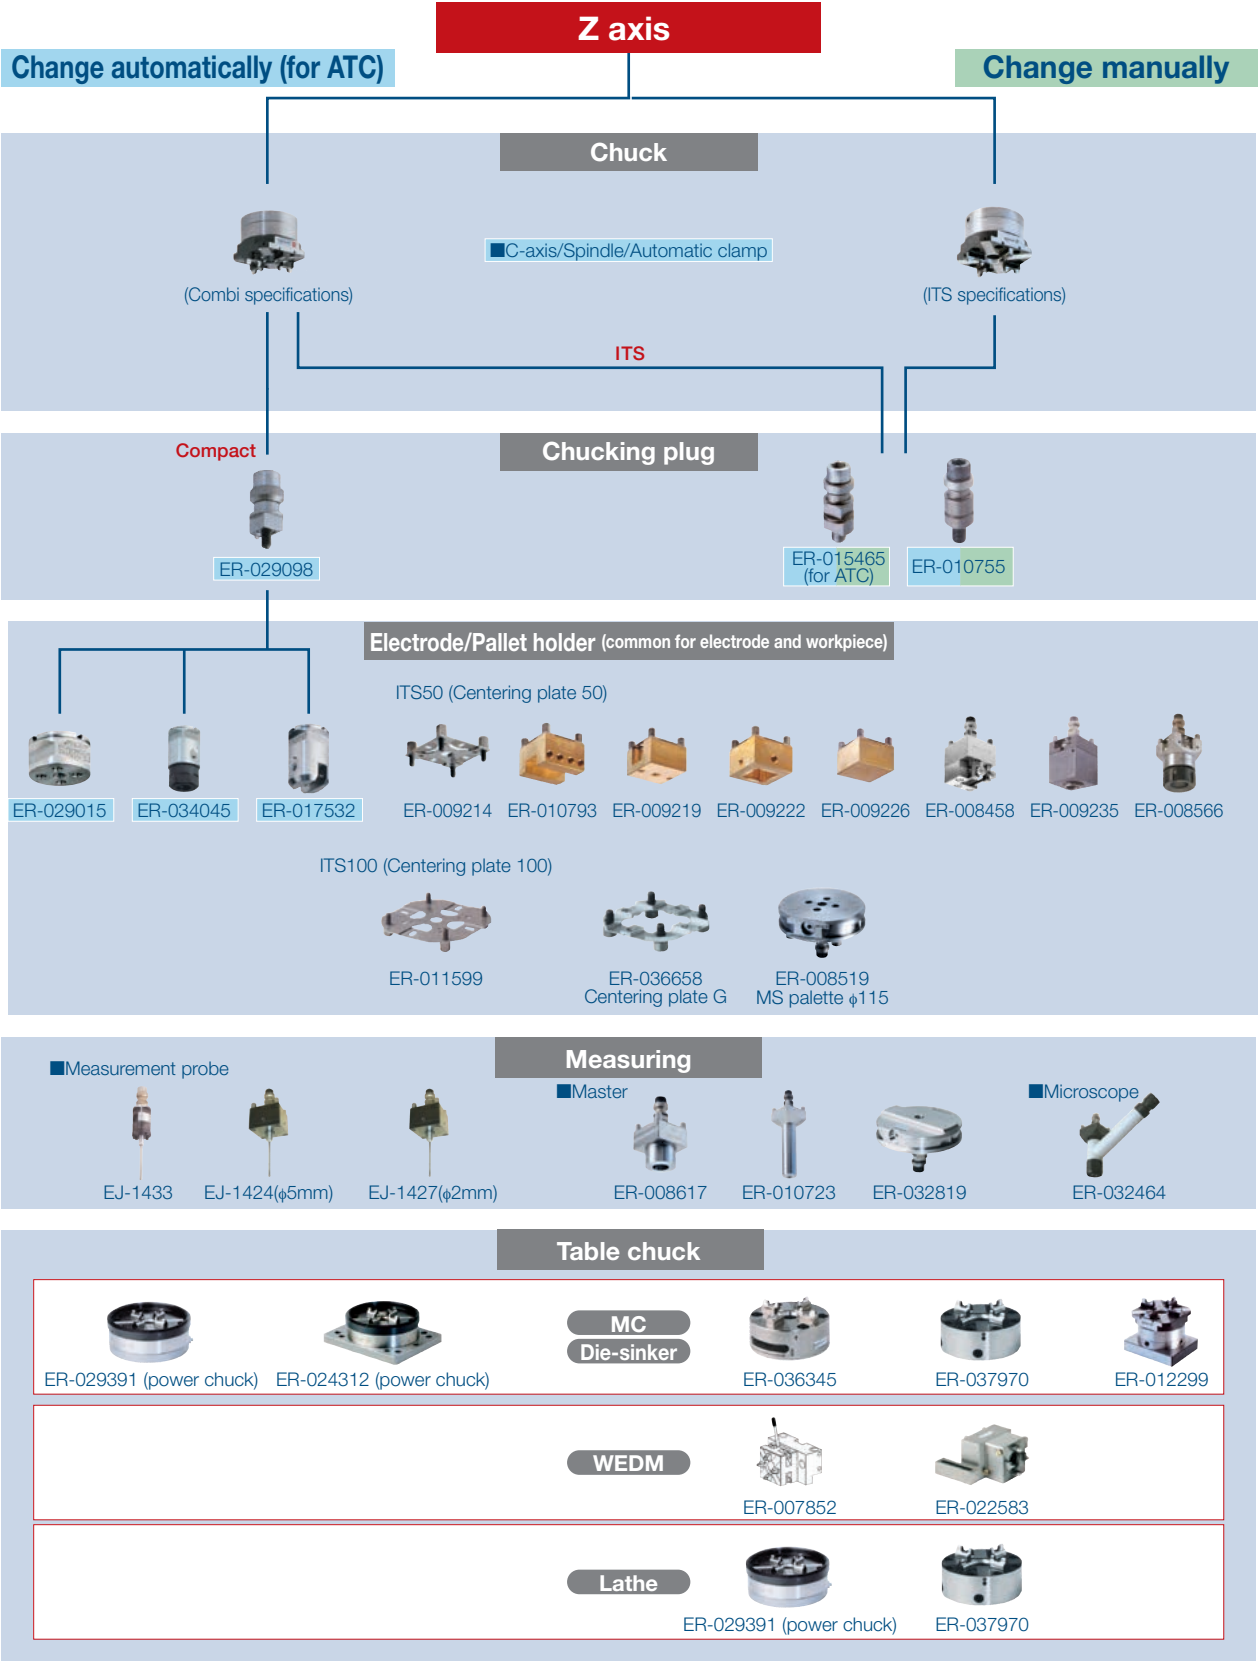 Z axis
Change automatically (for ATC)
Change manually
Chuck
■C-axis/Spindle/Automatic clamp
(Combi specifications)
(ITS specifications)
ITS
Compact
Chucking plug
ER-029098
ER-015465
(for ATC)
ER-010755
Electrode/Pallet holder (common for electrode and workpiece)
ITS50 (Centering plate 50)
ER-029015
ER-034045
ER-017532
ER-009214
ER-010793
ER-009219
ER-009222
ER-009226
ER-008458
ER-009235
ER-008566
ITS100 (Centering plate 100)
ER-011599
ER-036658
Centering plate G
ER-008519
MS palette φ115
Measuring
■Measurement probe
■Master
■Microscope
EJ-1433
EJ-1424(φ5mm)
EJ-1427(φ2mm)
ER-008617
ER-010723
ER-032819
ER-032464
Table chuck
MC
Die-sinker
ER-029391 (power chuck)
ER-024312 (power chuck)
ER-036345
ER-037970
ER-012299
WEDM
ER-007852
ER-022583
Lathe
ER-029391 (power chuck)
ER-037970